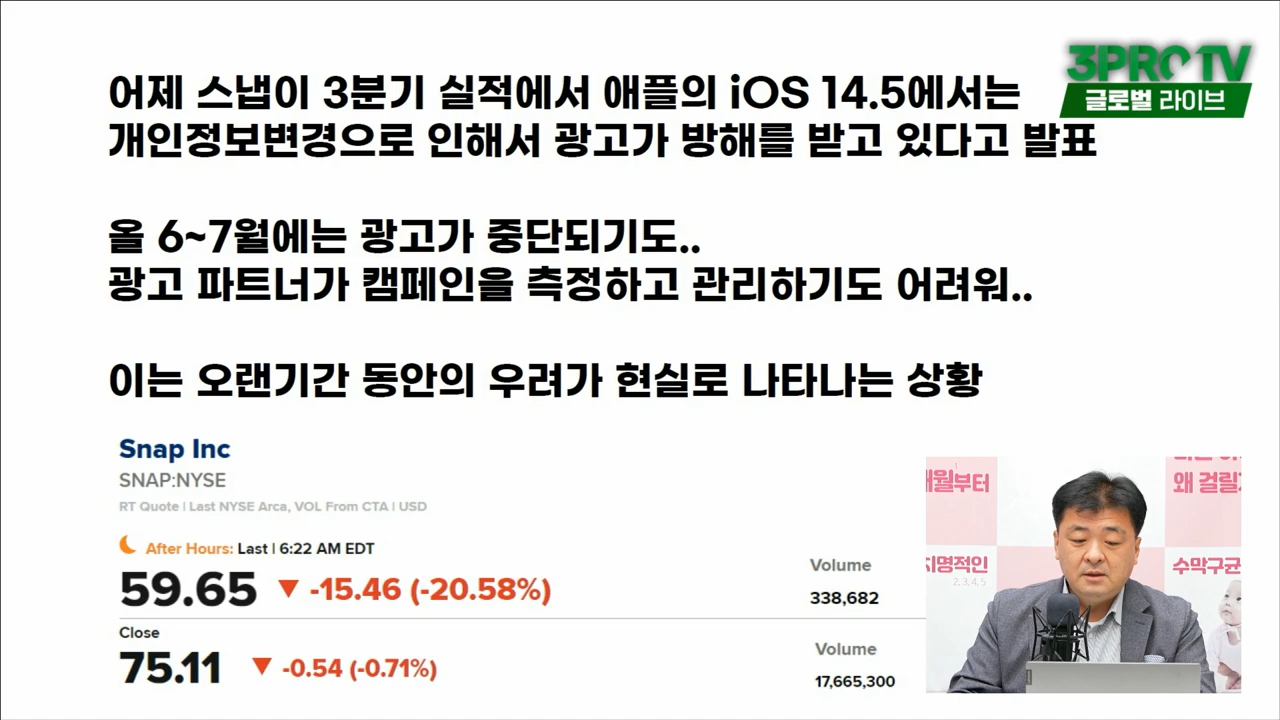 3PRO TV
글로벌 라이브
어제 스냅이 3분기 실적에서 애플의 iOS 14.5에서는
개인정보변경으로 인해서 광고가 방해를 받고 있다고 발표
올 6~7월에는 광고가 중단되기도..
광고 파트너가 캠페인을 측정하고 관리하기도 어려워..
이는 오랜기간 동안의 우려가 현실로 나타나는 상황
Snap Inc
SNAP:NYSE
RT Quote | Last NYSE Arca, VOL From CTA | USD
After Hours: Last | 6:22 AM EDT
59.65 ▼ -15.46 (-20.58%)
Volume
338,682
Close
75.11 ▼ -0.54 (-0.71%)
Volume
17,665,300
개월부터
왜 걸릴
치명적인
2, 3, 4, 5
수막구균